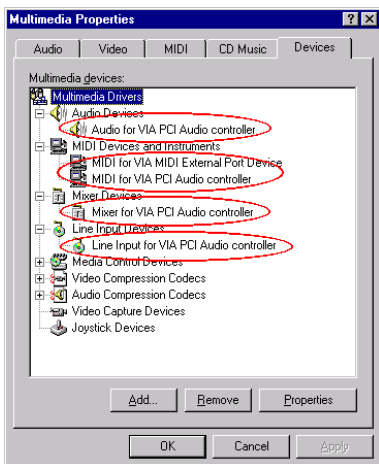 Multimedia Properties
Audio Video MIDI CD Music Devices
Multimedia devices:
Multimedia Drivers
Audio Devices
Audio for VIA PCI Audio controller
MIDI Devices and Instruments
MIDI for VIA MIDI External Port Device
MIDI for VIA PCI Audio controller
Mixer Devices
Mixer for VIA PCI Audio controller
Line Input Devices
Line Input for VIA PCI Audio controller
Media Control Devices
Video Compression Codecs
Audio Compression Codecs
Video Capture Devices
Joystick Devices
Add... Remove Properties
OK Cancel Apply